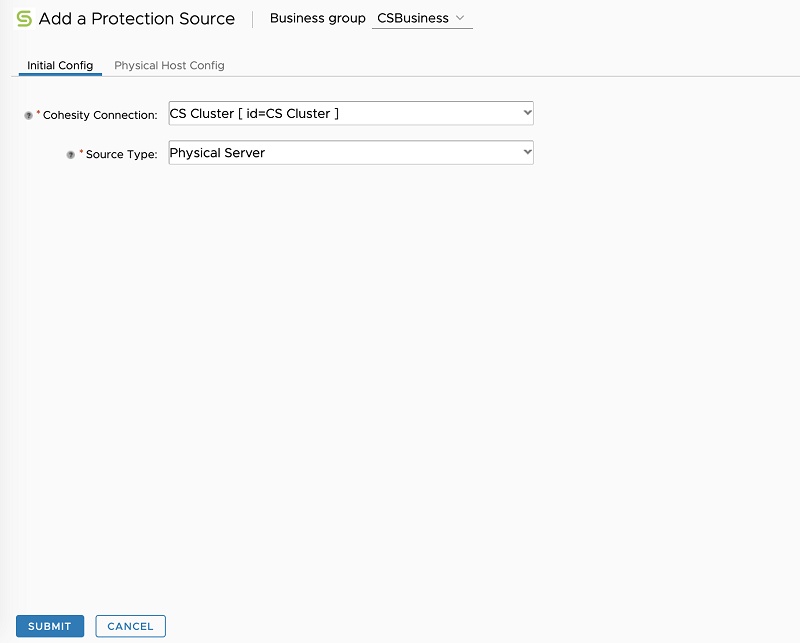 Add a Protection Source Business group CSBusiness
Initial Config Physical Host Config
* Cohesity Connection: CS Cluster [ id=CS Cluster ]
* Source Type: Physical Server
SUBMIT CANCEL